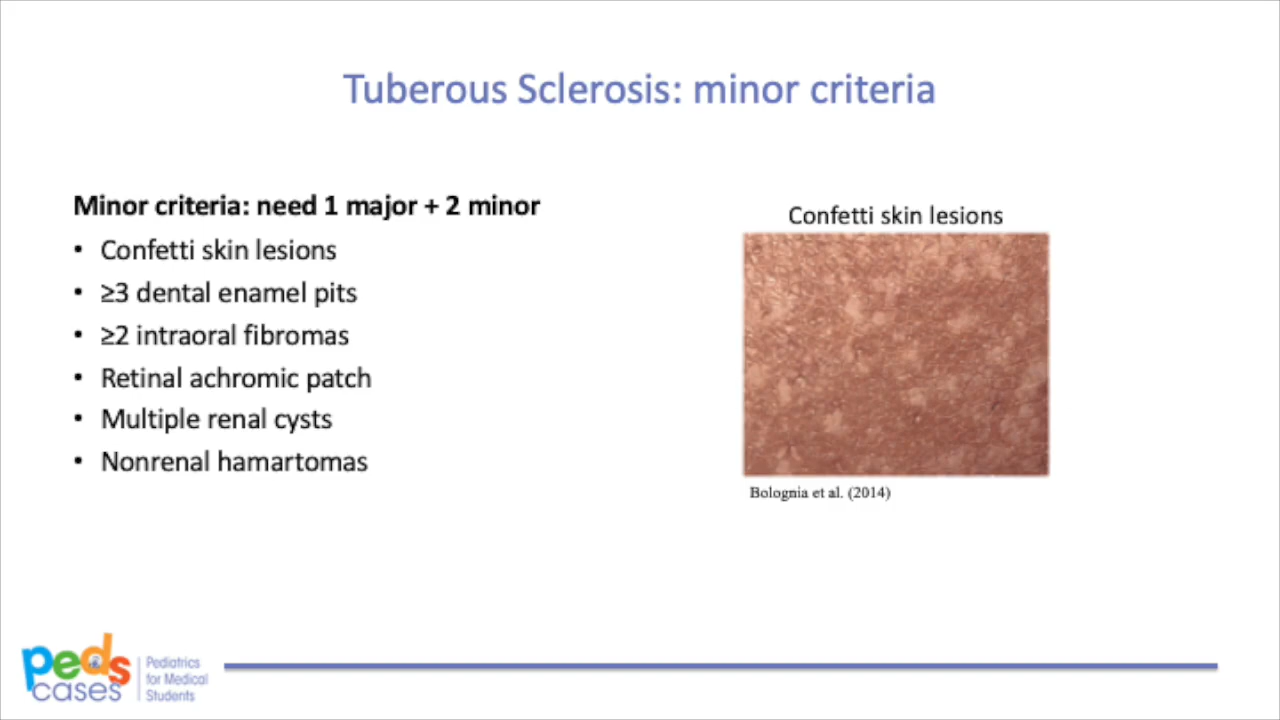 Tuberous Sclerosis: minor criteria
Minor criteria: need 1 major + 2 minor
• Confetti skin lesions
• ≥3 dental enamel pits
• ≥2 intraoral fibromas
• Retinal achromic patch
• Multiple renal cysts
• Nonrenal hamartomas
Confetti skin lesions
Bolognia et al. (2014)
peds
cases
Pediatrics
for Medical
Students